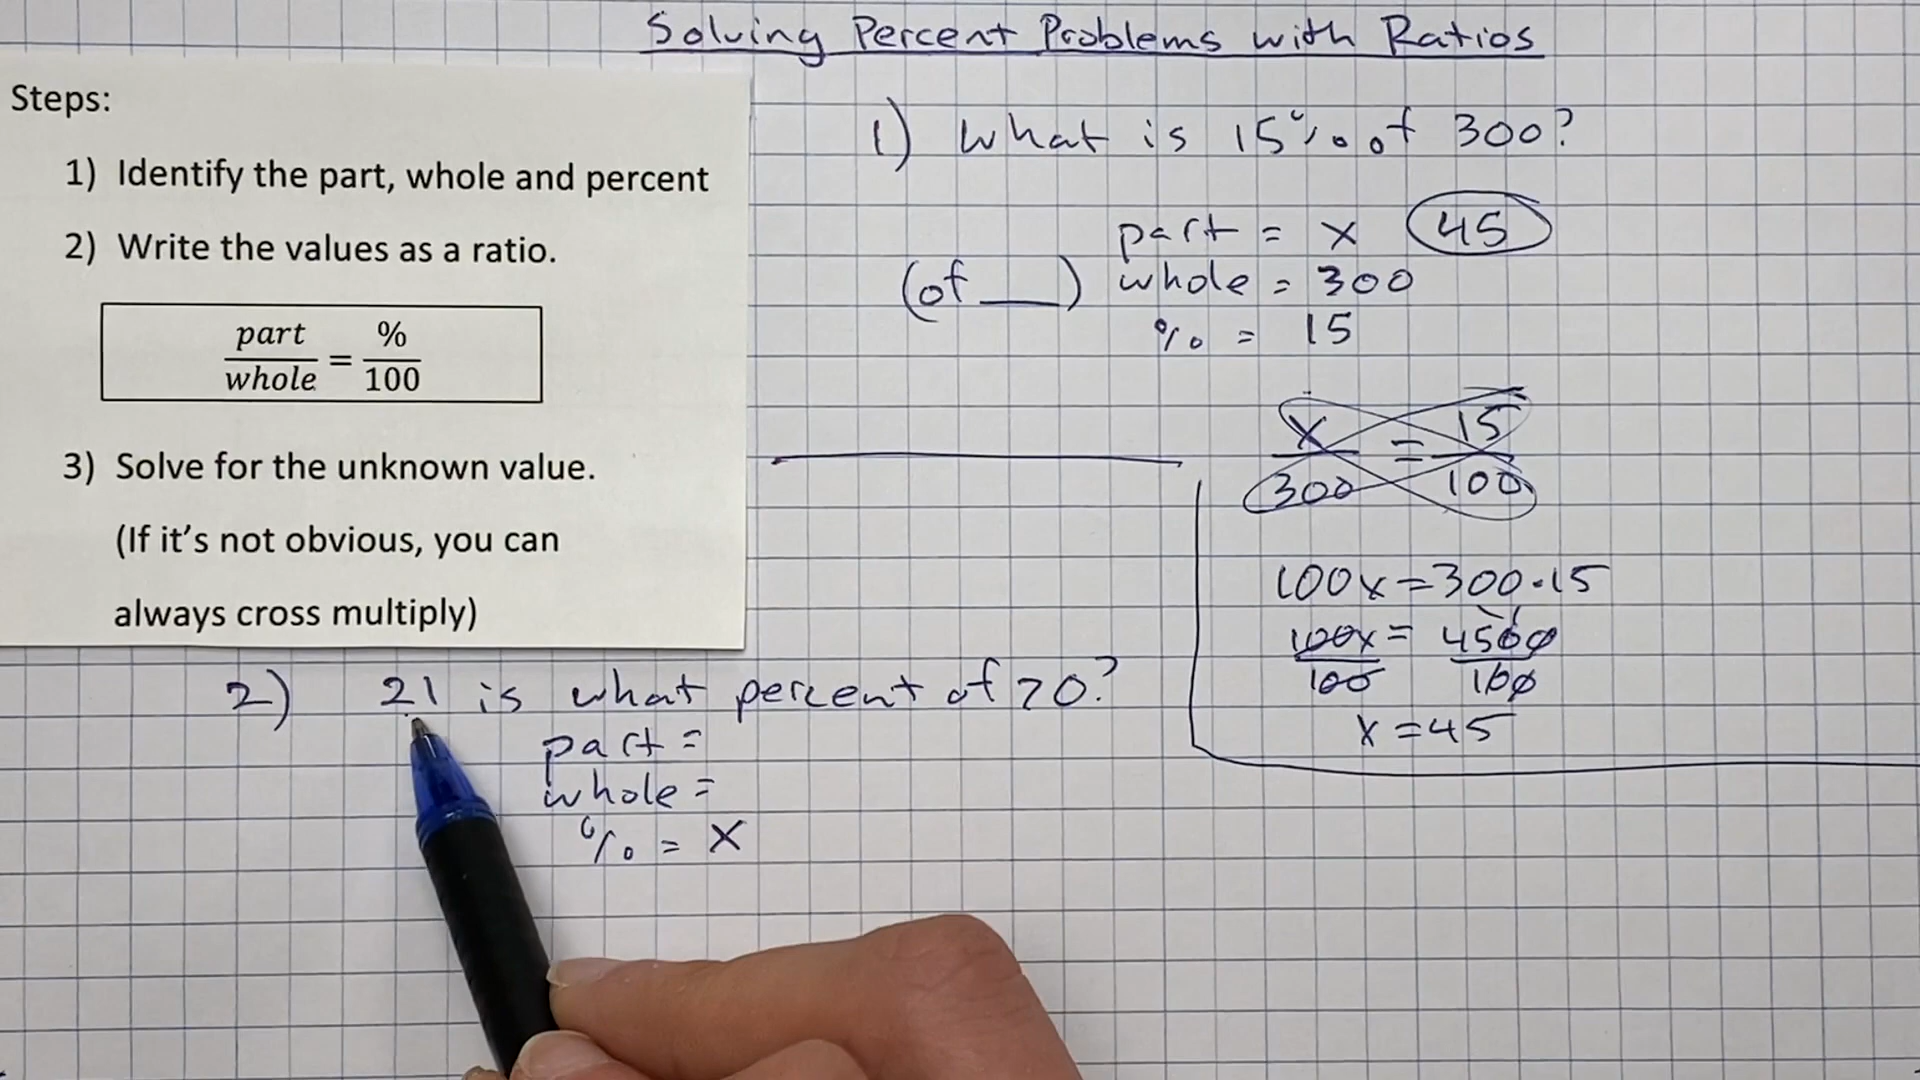 Solving Percent Problems with Ratios
Steps:
1) Identify the part, whole and percent
2) Write the values as a ratio.
part/whole = %/100
3) Solve for the unknown value.
(If it's not obvious, you can
always cross multiply)
1) What is 15% of 300?
part = x 45
(of ___) whole = 300
% = 15
x/300 = 15/100
100x = 300 · 15
100x/100 = 4500/100
x = 45
2) 21 is what percent of 70?
part =
whole =
% = x